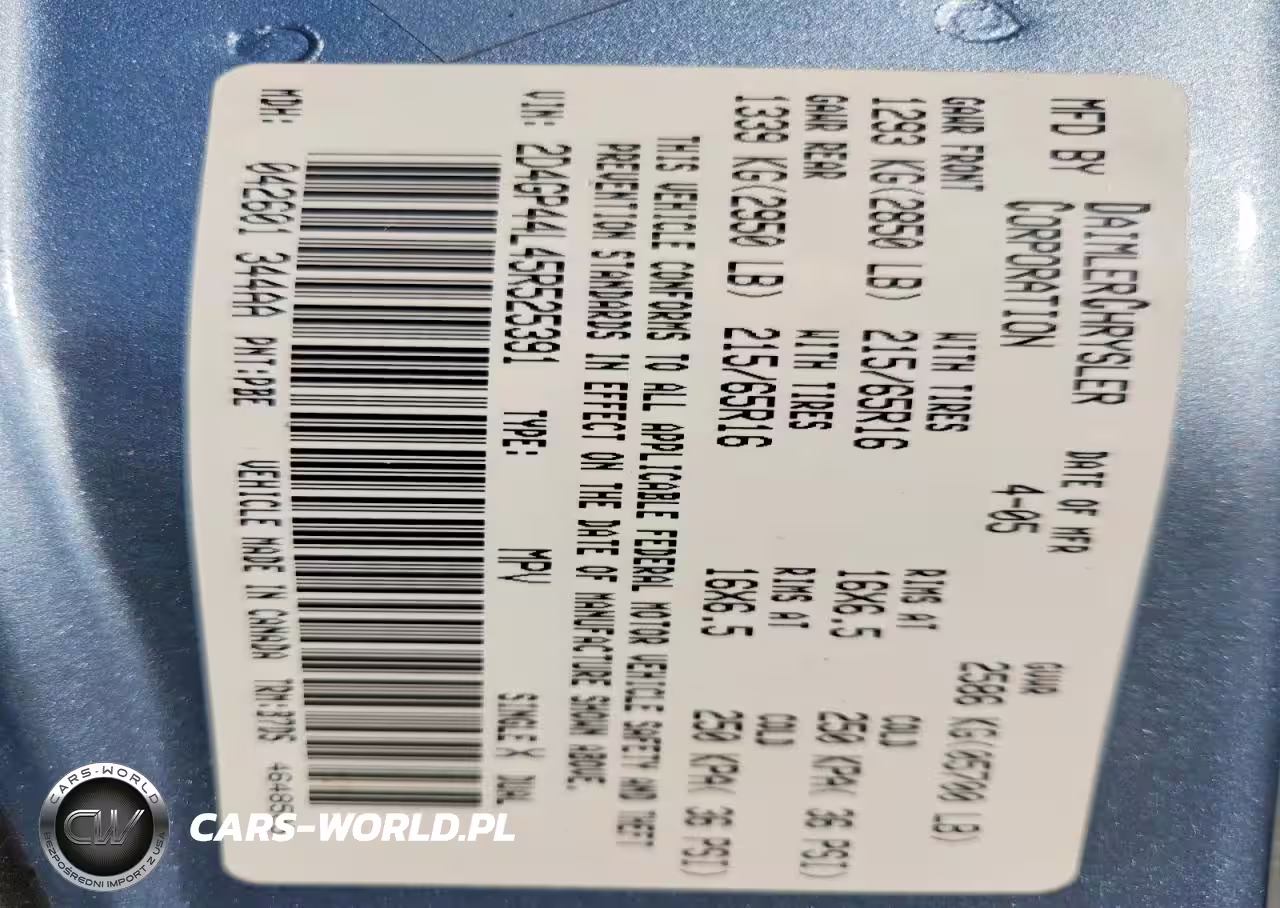 MFD BY DAIMLERCHRYSLER CORPORATION DATE OF MFR 4-05 GVWR 2586 KG(05700 LB)
GAWR FRONT WITH TIRES RIMS AT COLD
1293 KG(2850 LB) 215/65R16 16X6.5 250 KPA( 36 PSI)
GAWR REAR WITH TIRES RIMS AT COLD
1339 KG(2950 LB) 215/65R16 16X6.5 250 KPA( 36 PSI)
THIS VEHICLE CONFORMS TO ALL APPLICABLE FEDERAL MOTOR VEHICLE SAFETY AND THEFT
PREVENTION STANDARDS IN EFFECT ON THE DATE OF MANUFACTURE SHOWN ABOVE.
VIN: 2D4GP44L45R525391 TYPE: MPV SINGLE X DUAL
MDH: 042601 344AA PNT:PBE VEHICLE MADE IN CANADA
CARS-WORLD
CW
BEZPOŚREDNI IMPORT Z USA
CARS-WORLD.PL